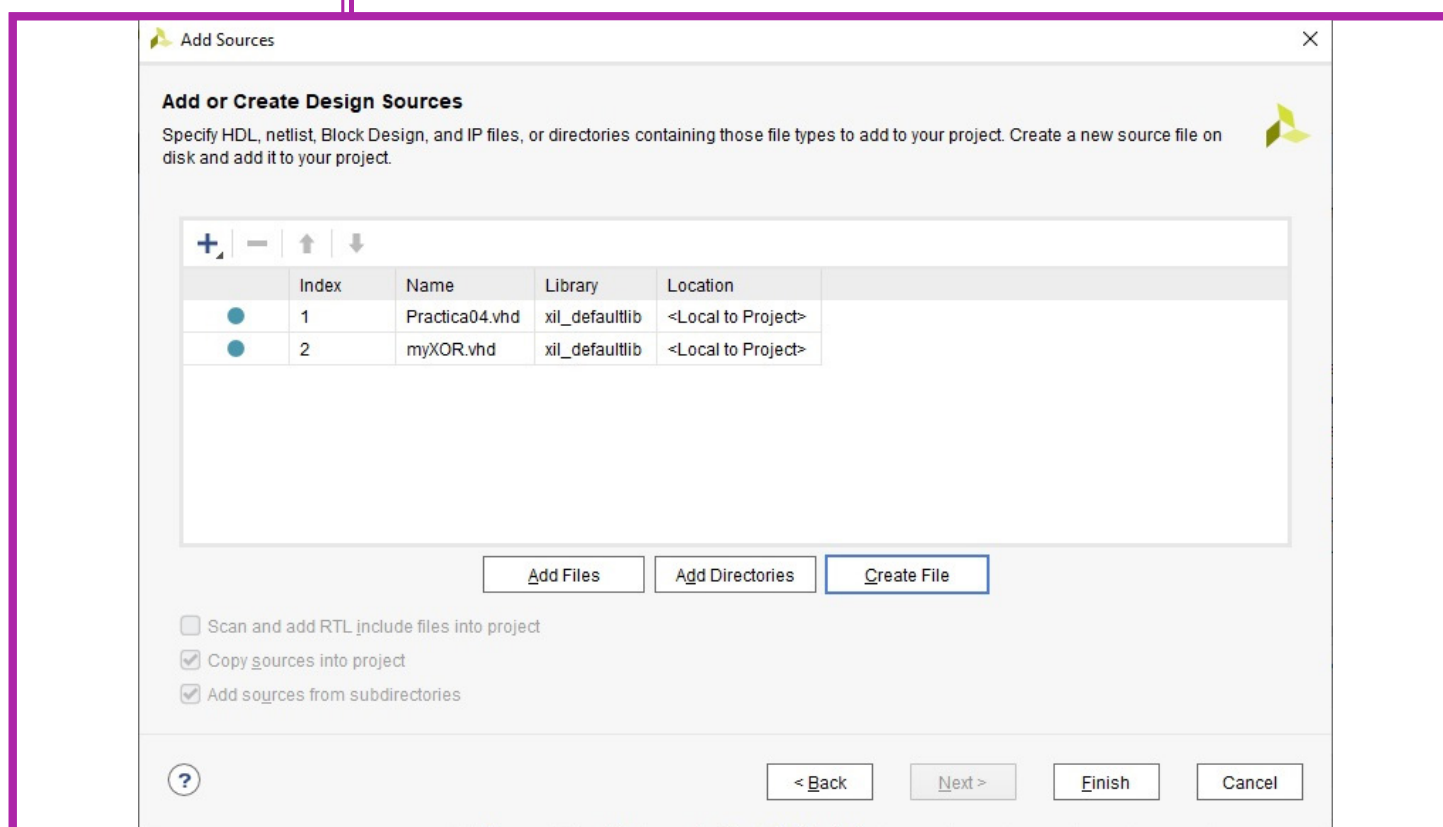 Add Sources
Add or Create Design Sources
Specify HDL, netlist, Block Design, and IP files, or directories containing those file types to add to your project. Create a new source file on
disk and add it to your project.
Index Name Library Location
1 Practica04.vhd xil_defaultlib <Local to Project>
2 myXOR.vhd xil_defaultlib <Local to Project>
Add Files Add Directories Create File
Scan and add RTL include files into project
Copy sources into project
Add sources from subdirectories
? < Back Next > Finish Cancel